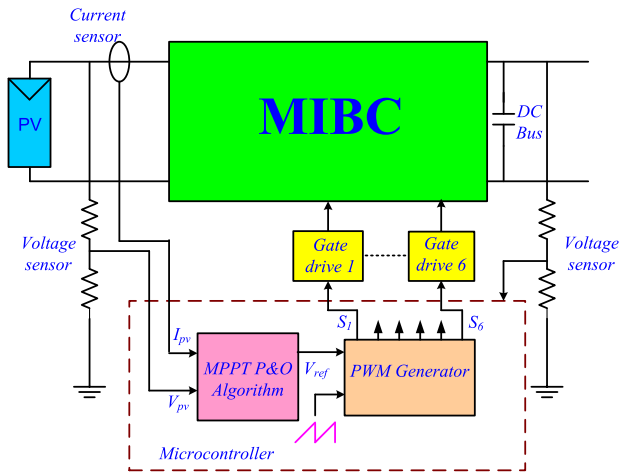 Current
sensor
MIBC
PV
DC
Bus
Voltage
sensor
Gate
drive 1
Gate
drive 6
Voltage
sensor
S1
S6
Ipv
MPPT P&O
Algorithm
Vref
PWM Generator
Vpv
Microcontroller